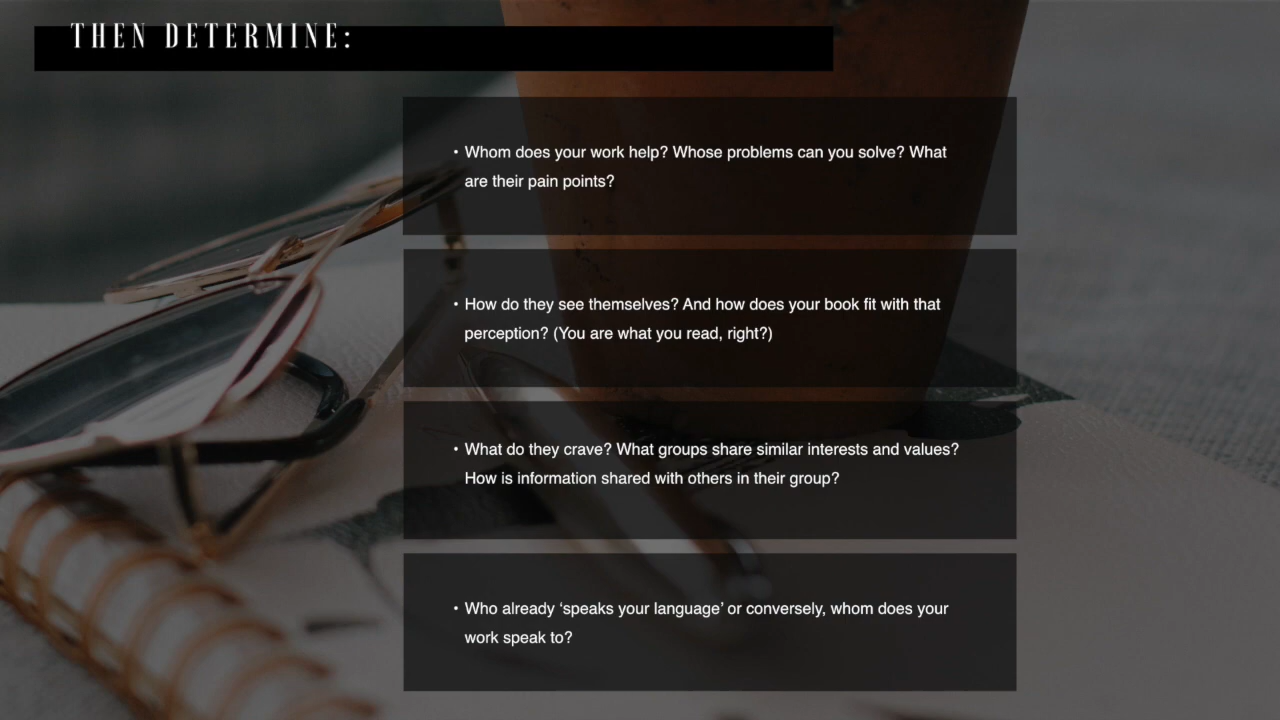 THEN DETERMINE:
• Whom does your work help? Whose problems can you solve? What
are their pain points?
• How do they see themselves? And how does your book fit with that
perception? (You are what you read, right?)
• What do they crave? What groups share similar interests and values?
How is information shared with others in their group?
• Who already ‘speaks your language’ or conversely, whom does your
work speak to?